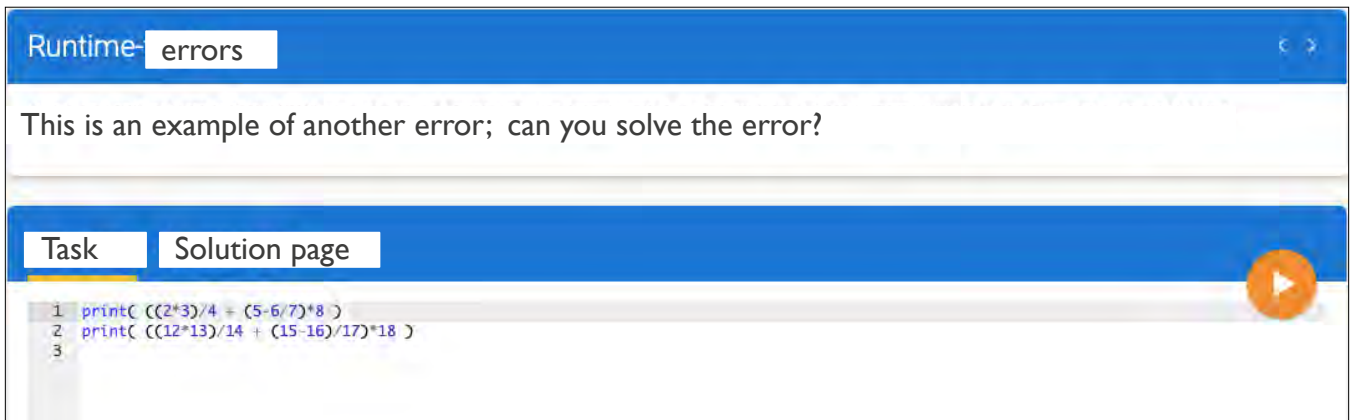 Runtime- errors
This is an example of another error; can you solve the error?
Task Solution page
1 print( ((2*3)/4 + (5-6/7)*8 )
2 print( ((12*13)/14 + (15-16)/17)*18 )
3